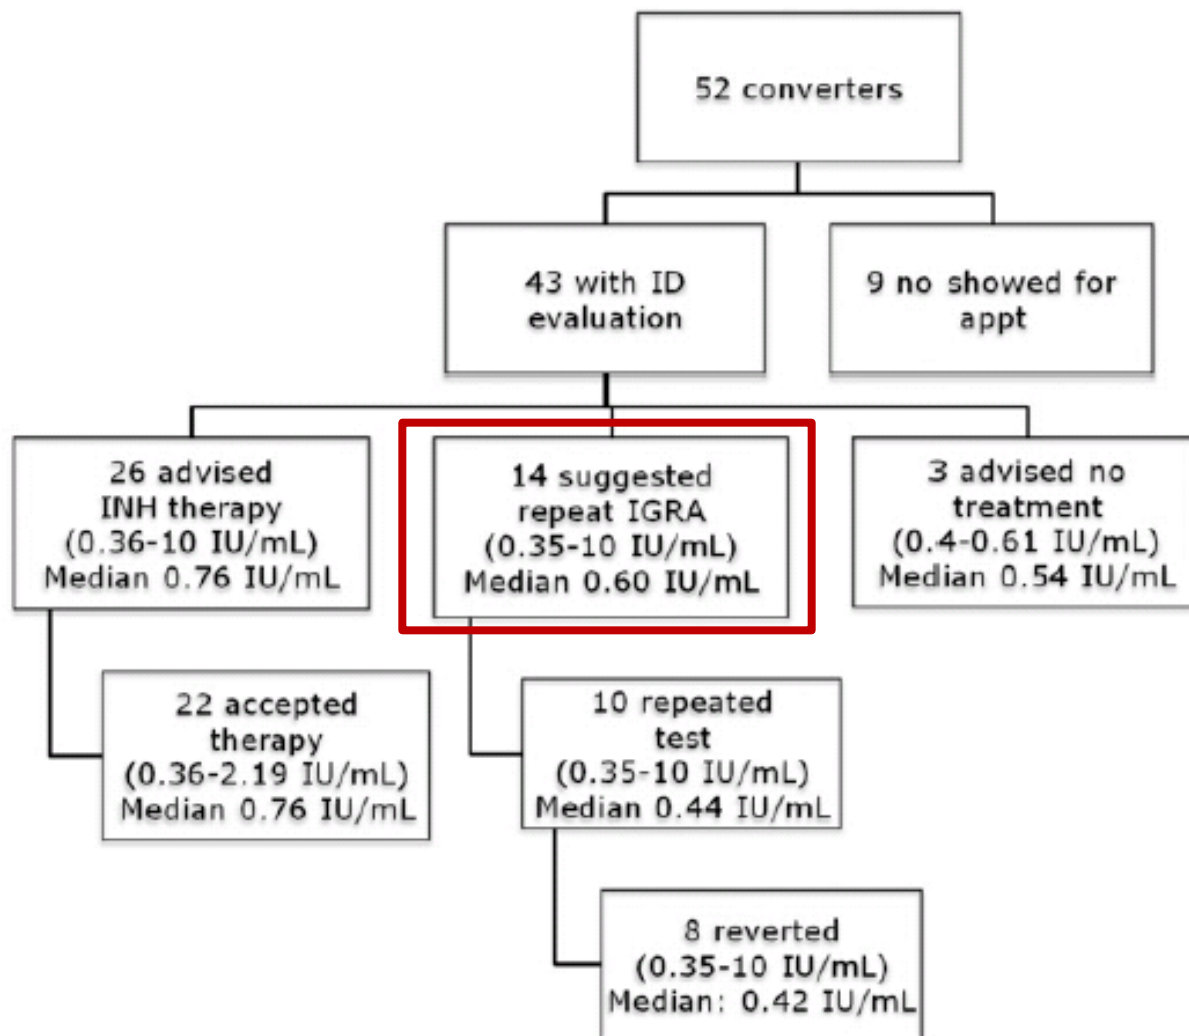 52 converters
43 with ID
evaluation
9 no showed for
appt
26 advised
INH therapy
(0.36-10 IU/mL)
Median 0.76 IU/mL
14 suggested
repeat IGRA
(0.35-10 IU/mL)
Median 0.60 IU/mL
3 advised no
treatment
(0.4-0.61 IU/mL)
Median 0.54 IU/mL
22 accepted
therapy
(0.36-2.19 IU/mL)
Median 0.76 IU/mL
10 repeated
test
(0.35-10 IU/mL)
Median 0.44 IU/mL
8 reverted
(0.35-10 IU/mL)
Median: 0.42 IU/mL